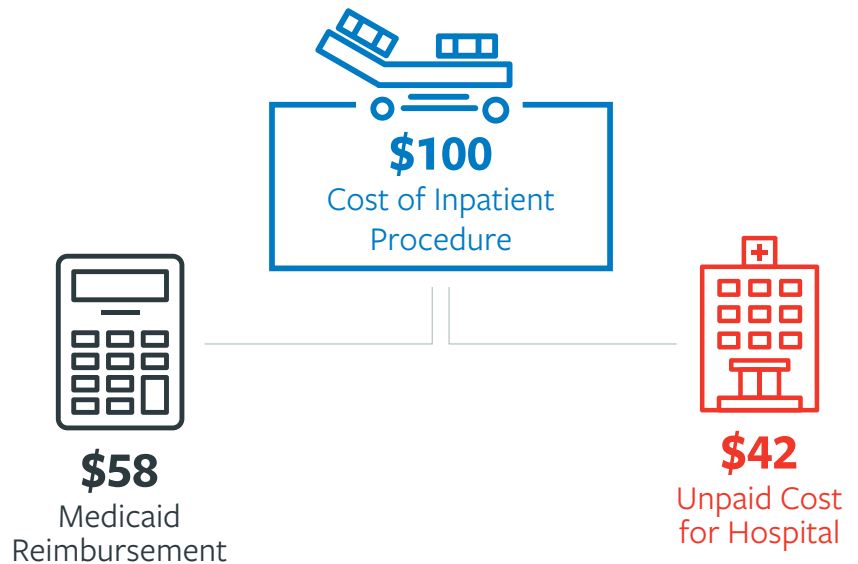 $100
Cost of Inpatient
Procedure
$58
Medicaid
Reimbursement
$42
Unpaid Cost
for Hospital